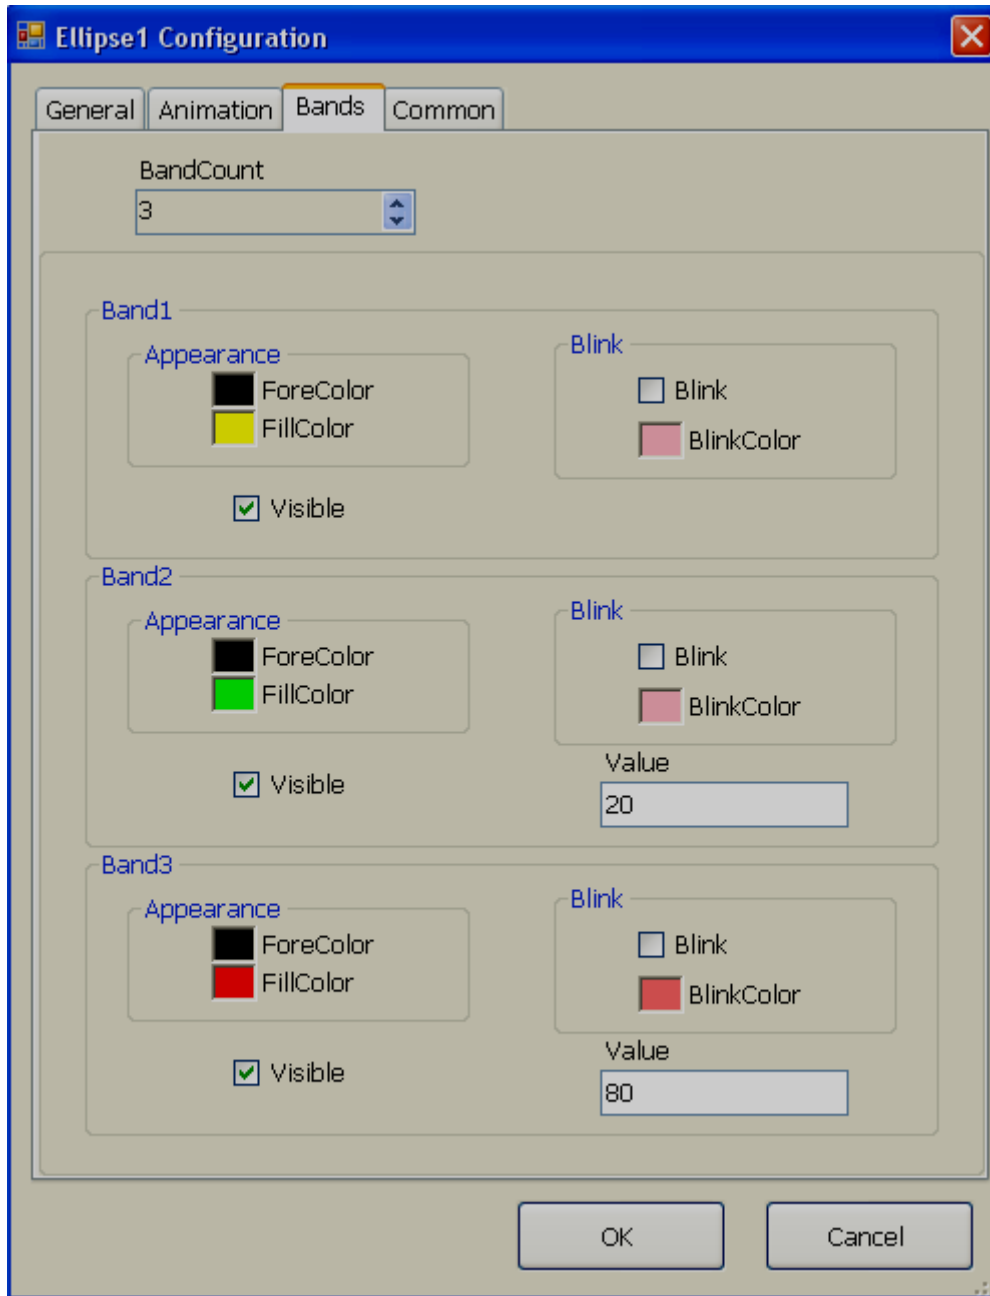 Ellipse1 Configuration
General Animation Bands Common
BandCount
3
Band1
Appearance
ForeColor
FillColor
Visible
Blink
Blink
BlinkColor
Band2
Appearance
ForeColor
FillColor
Visible
Blink
Blink
BlinkColor
Value
20
Band3
Appearance
ForeColor
FillColor
Visible
Blink
Blink
BlinkColor
Value
80
OK Cancel